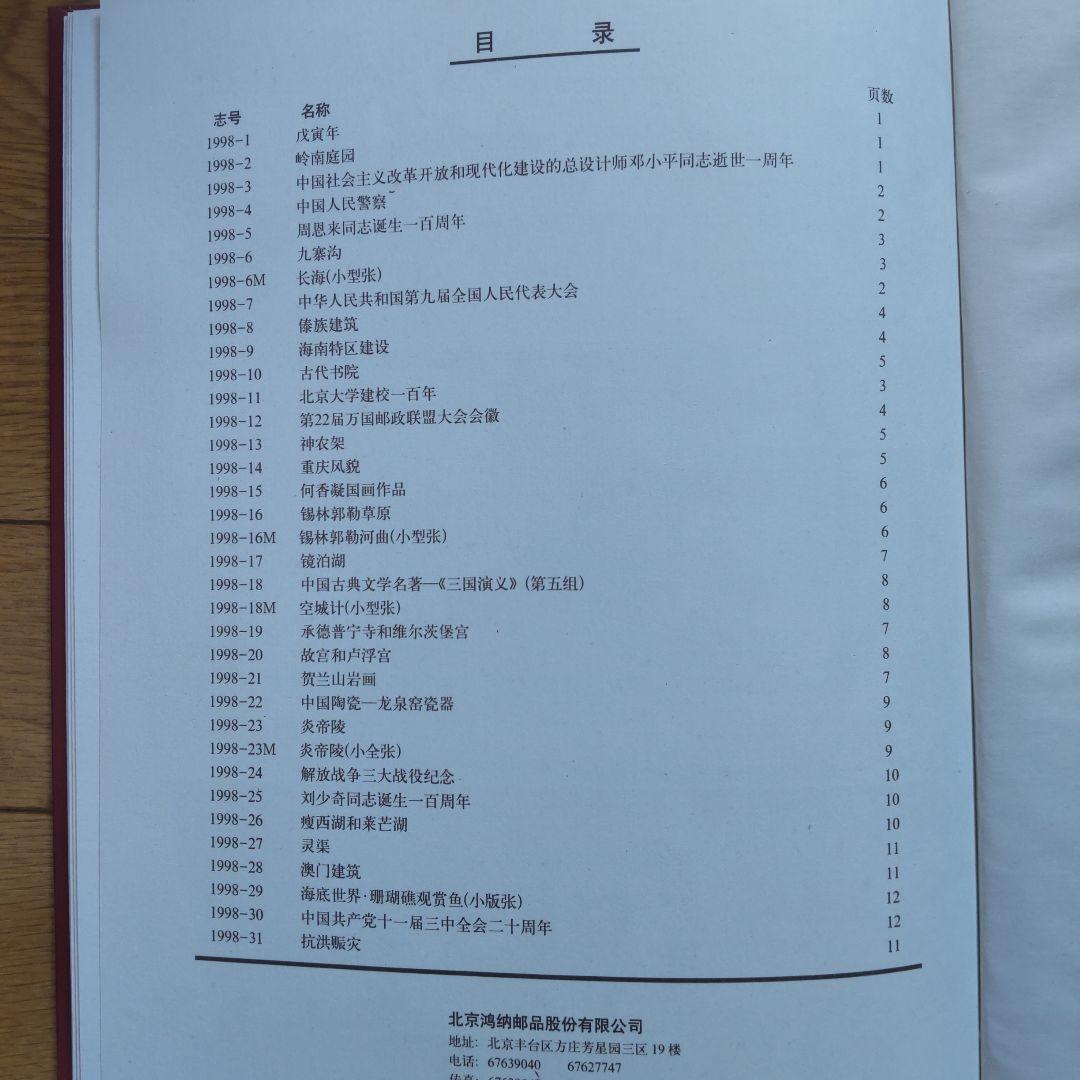 目 录
志号 名称 页数
1998-1 戊寅年 1
1998-2 岭南庭园 1
1998-3 中国社会主义改革开放和现代化建设的总设计师邓小平同志逝世一周年 1
1998-4 中国人民警察 2
1998-5 周恩来同志诞生一百周年 2
1998-6 九寨沟 3
1998-6M 长海(小型张) 3
1998-7 中华人民共和国第九届全国人民代表大会 2
1998-8 傣族建筑 4
1998-9 海南特区建设 4
1998-10 古代书院 5
1998-11 北京大学建校一百年 3
1998-12 第22届万国邮政联盟大会会徽 4
1998-13 神农架 5
1998-14 重庆风貌 5
1998-15 何香凝国画作品 6
1998-16 锡林郭勒草原 6
1998-16M 锡林郭勒河曲(小型张) 6
1998-17 镜泊湖 7
1998-18 中国古典文学名著—《三国演义》(第五组) 8
1998-18M 空城计(小型张) 8
1998-19 承德普宁寺和维尔茨堡宫 7
1998-20 故宫和卢浮宫 8
1998-21 贺兰山岩画 7
1998-22 中国陶瓷—龙泉窑瓷器 9
1998-23 炎帝陵 9
1998-23M 炎帝陵(小全张) 9
1998-24 解放战争三大战役纪念 10
1998-25 刘少奇同志诞生一百周年 10
1998-26 瘦西湖和莱芒湖 10
1998-27 灵渠 11
1998-28 澳门建筑 11
1998-29 海底世界·珊瑚礁观赏鱼(小版张) 12
1998-30 中国共产党十一届三中全会二十周年 12
1998-31 抗洪赈灾 11
北京鸿纳邮品股份有限公司
地址: 北京丰台区方庄芳星园三区19楼
电话: 67639040 67627747
传真: